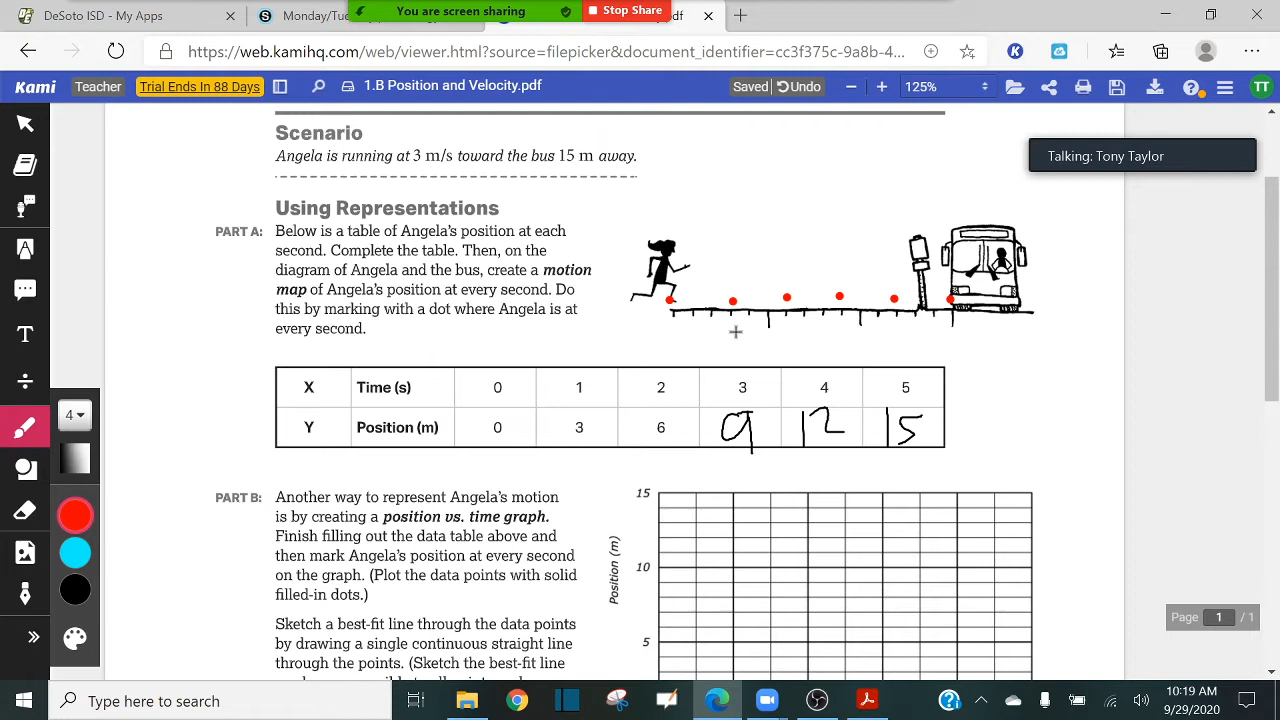 DeSoto to Home
You are screen sharing
Stop Share
.pdf
https://web.kamihq.com/web/viewer.html?source=filepicker&document_identifier=cc3f375c-9a8b-4...
Kami
Teacher
Trial Ends In 88 Days
1.B Position and Velocity.pdf
Saved
Undo
125%
TT
Talking: Tony Taylor
Scenario
Angela is running at 3 m/s toward the bus 15 m away.
Using Representations
PART A: Below is a table of Angela's position at each
second. Complete the table. Then, on the
diagram of Angela and the bus, create a motion
map of Angela's position at every second. Do
this by marking with a dot where Angela is at
every second.
X Time (s) 0 1 2 3 4 5
Y Position (m) 0 3 6 9 12 15
4
PART B: Another way to represent Angela's motion
is by creating a position vs. time graph.
Finish filling out the data table above and
then mark Angela's position at every second
on the graph. (Plot the data points with solid
filled-in dots.)
Sketch a best-fit line through the data points
by drawing a single continuous straight line
through the points. (Sketch the best-fit line
15
10
5
Position (m)
Page 1 / 1
Type here to search
10:19 AM
9/29/2020